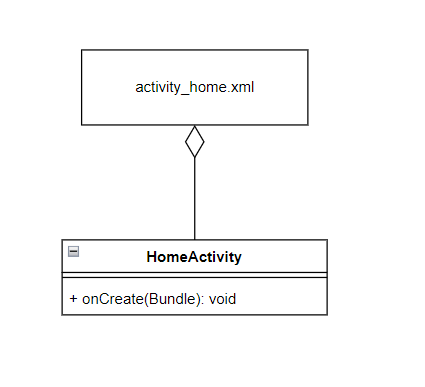 activity_home.xml
HomeActivity
+ onCreate(Bundle): void